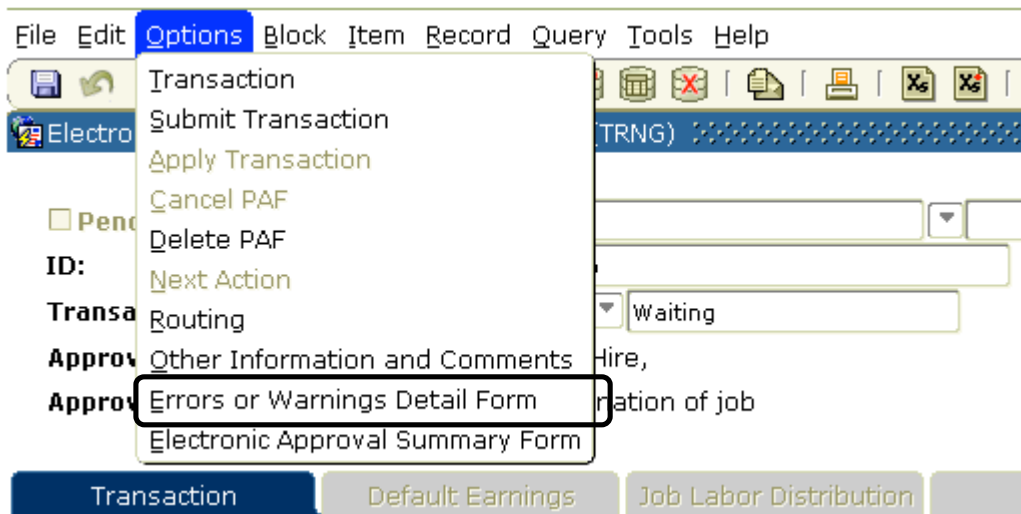 File Edit Options Block Item Record Query Tools Help
Transaction
Submit Transaction
Electro (TRNG)
Apply Transaction
Cancel PAF
Pend
Delete PAF
ID:
Next Action
Transa Waiting
Routing
Approv Other Information and Comments Hire,
Approv Errors or Warnings Detail Form nation of job
Electronic Approval Summary Form
Transaction Default Earnings Job Labor Distribution